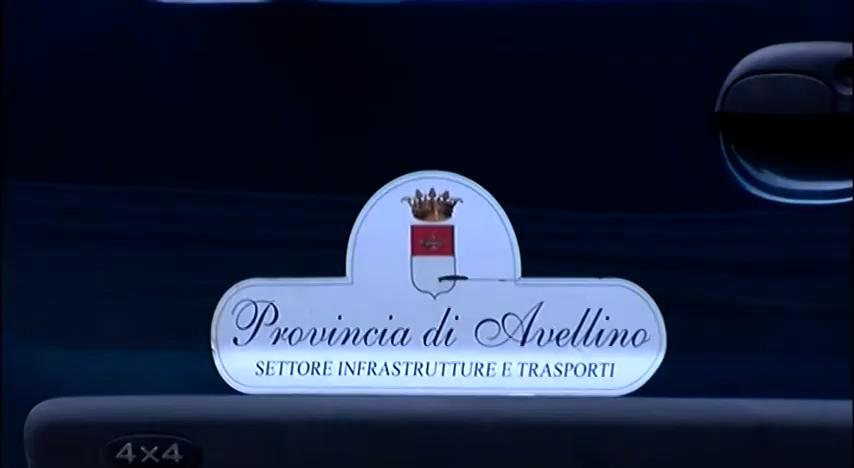 Provincia di Avellino
SETTORE INFRASTRUTTURE E TRASPORTI
4x4